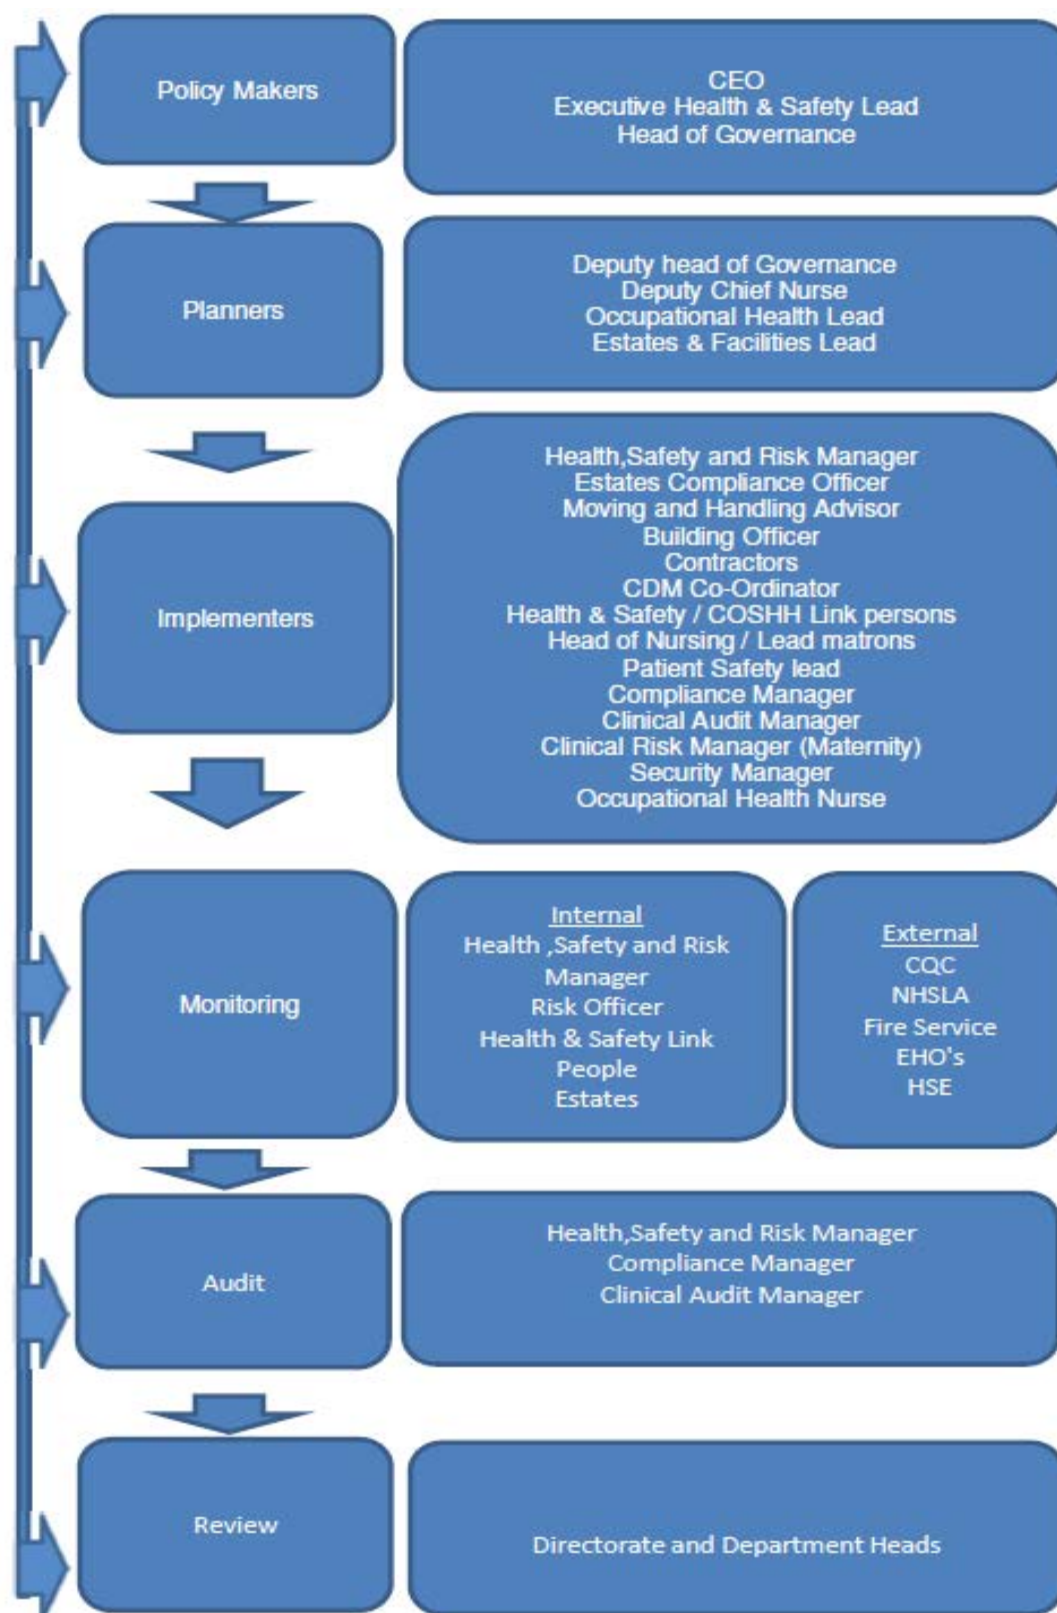 Policy Makers
CEO
Executive Health & Safety Lead
Head of Governance
Planners
Deputy head of Governance
Deputy Chief Nurse
Occupational Health Lead
Estates & Facilities Lead
Implementers
Health,Safety and Risk Manager
Estates Compliance Officer
Moving and Handling Advisor
Building Officer
Contractors
CDM Co-Ordinator
Health & Safety / COSHH Link persons
Head of Nursing / Lead matrons
Patient Safety lead
Compliance Manager
Clinical Audit Manager
Clinical Risk Manager (Maternity)
Security Manager
Occupational Health Nurse
Monitoring
Internal
Health ,Safety and Risk
Manager
Risk Officer
Health & Safety Link
People
Estates
External
CQC
NHSLA
Fire Service
EHO's
HSE
Audit
Health,Safety and Risk Manager
Compliance Manager
Clinical Audit Manager
Review
Directorate and Department Heads